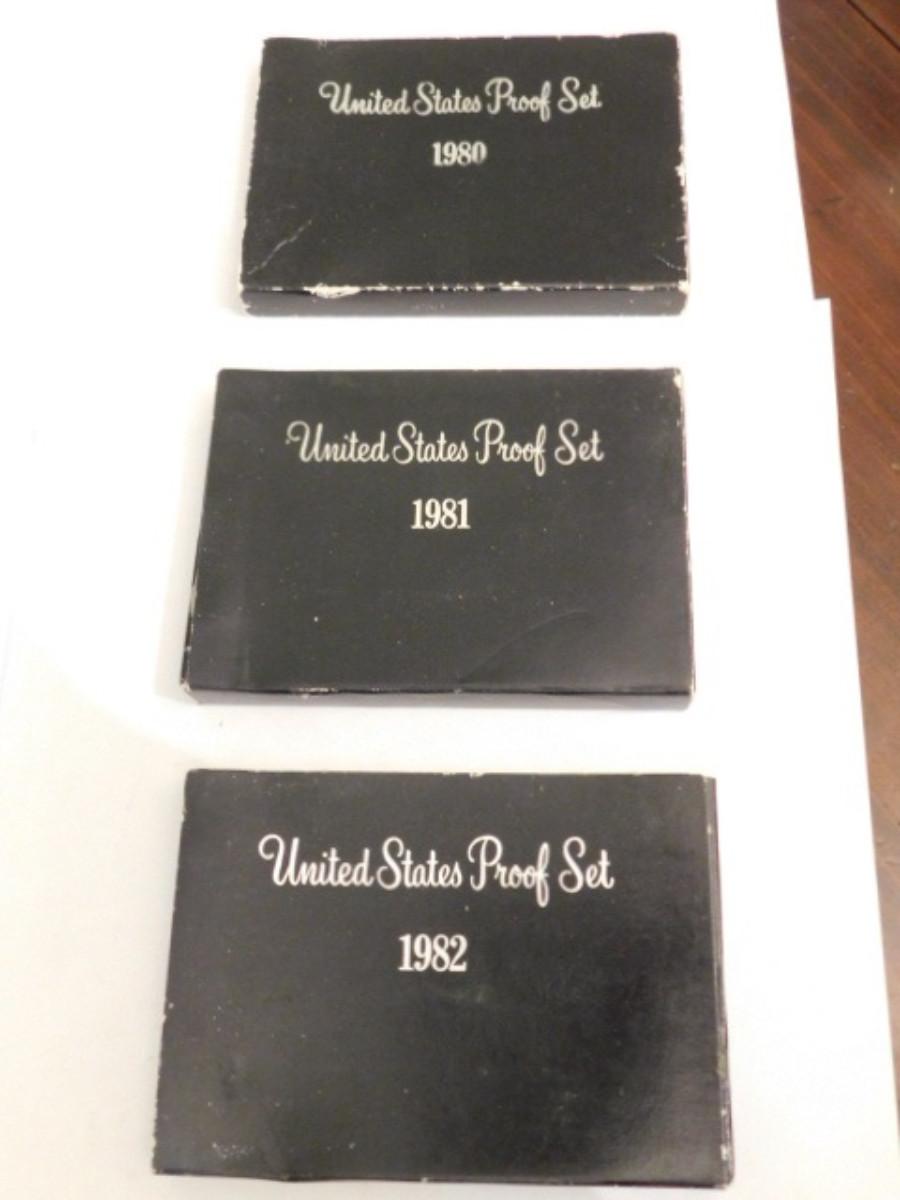 United States Proof Set
1980
United States Proof Set
1981
United States Proof Set
1982